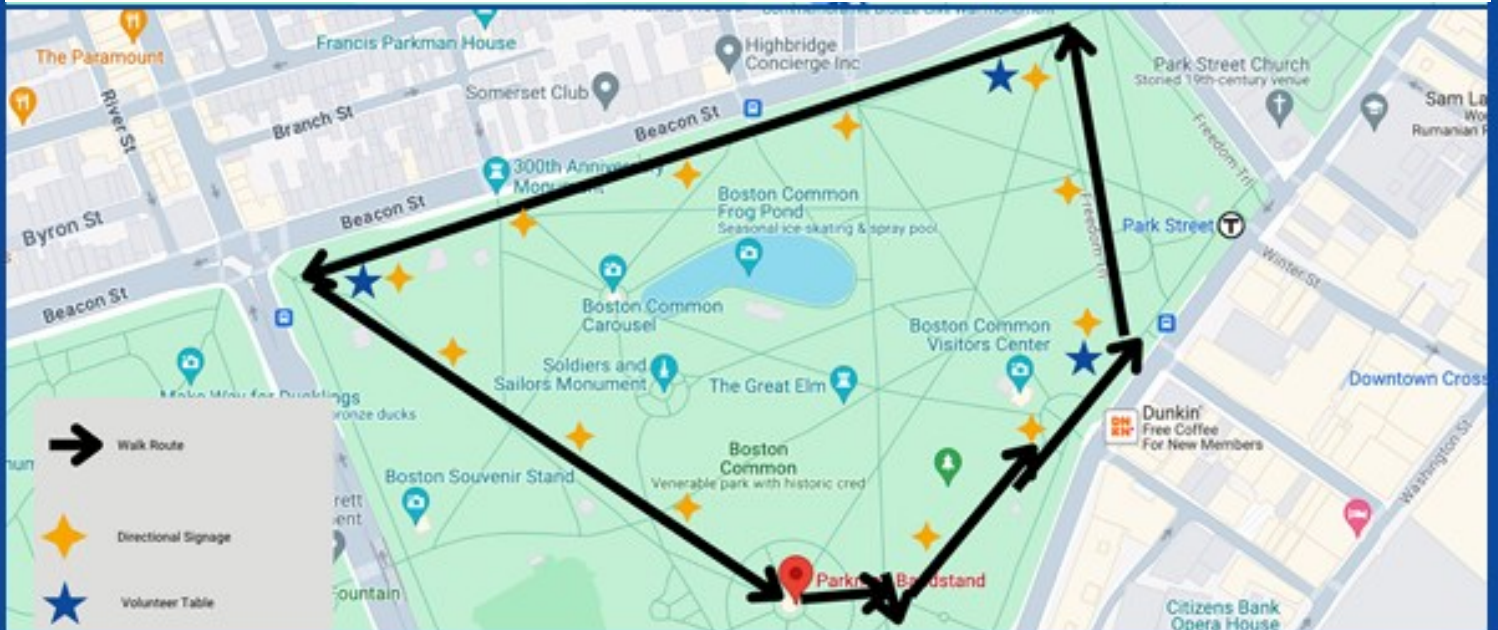 The Paramount
Francis Parkman House
Highbridge
Concierge Inc
Park Street Church
Storied 19th-century venue
Somerset Club
River St
Branch St
Beacon St
Freedom Trl
Sam La
Rumanian R
300th Anniversary
Monument
Boston Common
Frog Pond
Seasonal ice skating & spray pool
Beacon St
Byron St
Freedom Trl
Park Street
T
Winter St
Beacon St
Boston Common
Carousel
Boston Common
Visitors Center
Soldiers and
Sailors Monument
The Great Elm
Downtown Cross
Make Way for Ducklings
bronze ducks
Dunkin'
Free Coffee
For New Members
Walk Route
Boston
Common
Venerable park with historic cred
Boston Souvenir Stand
Washington St
Directional Signage
Parkman Bandstand
Volunteer Table
ountain
Citizens Bank
Opera House